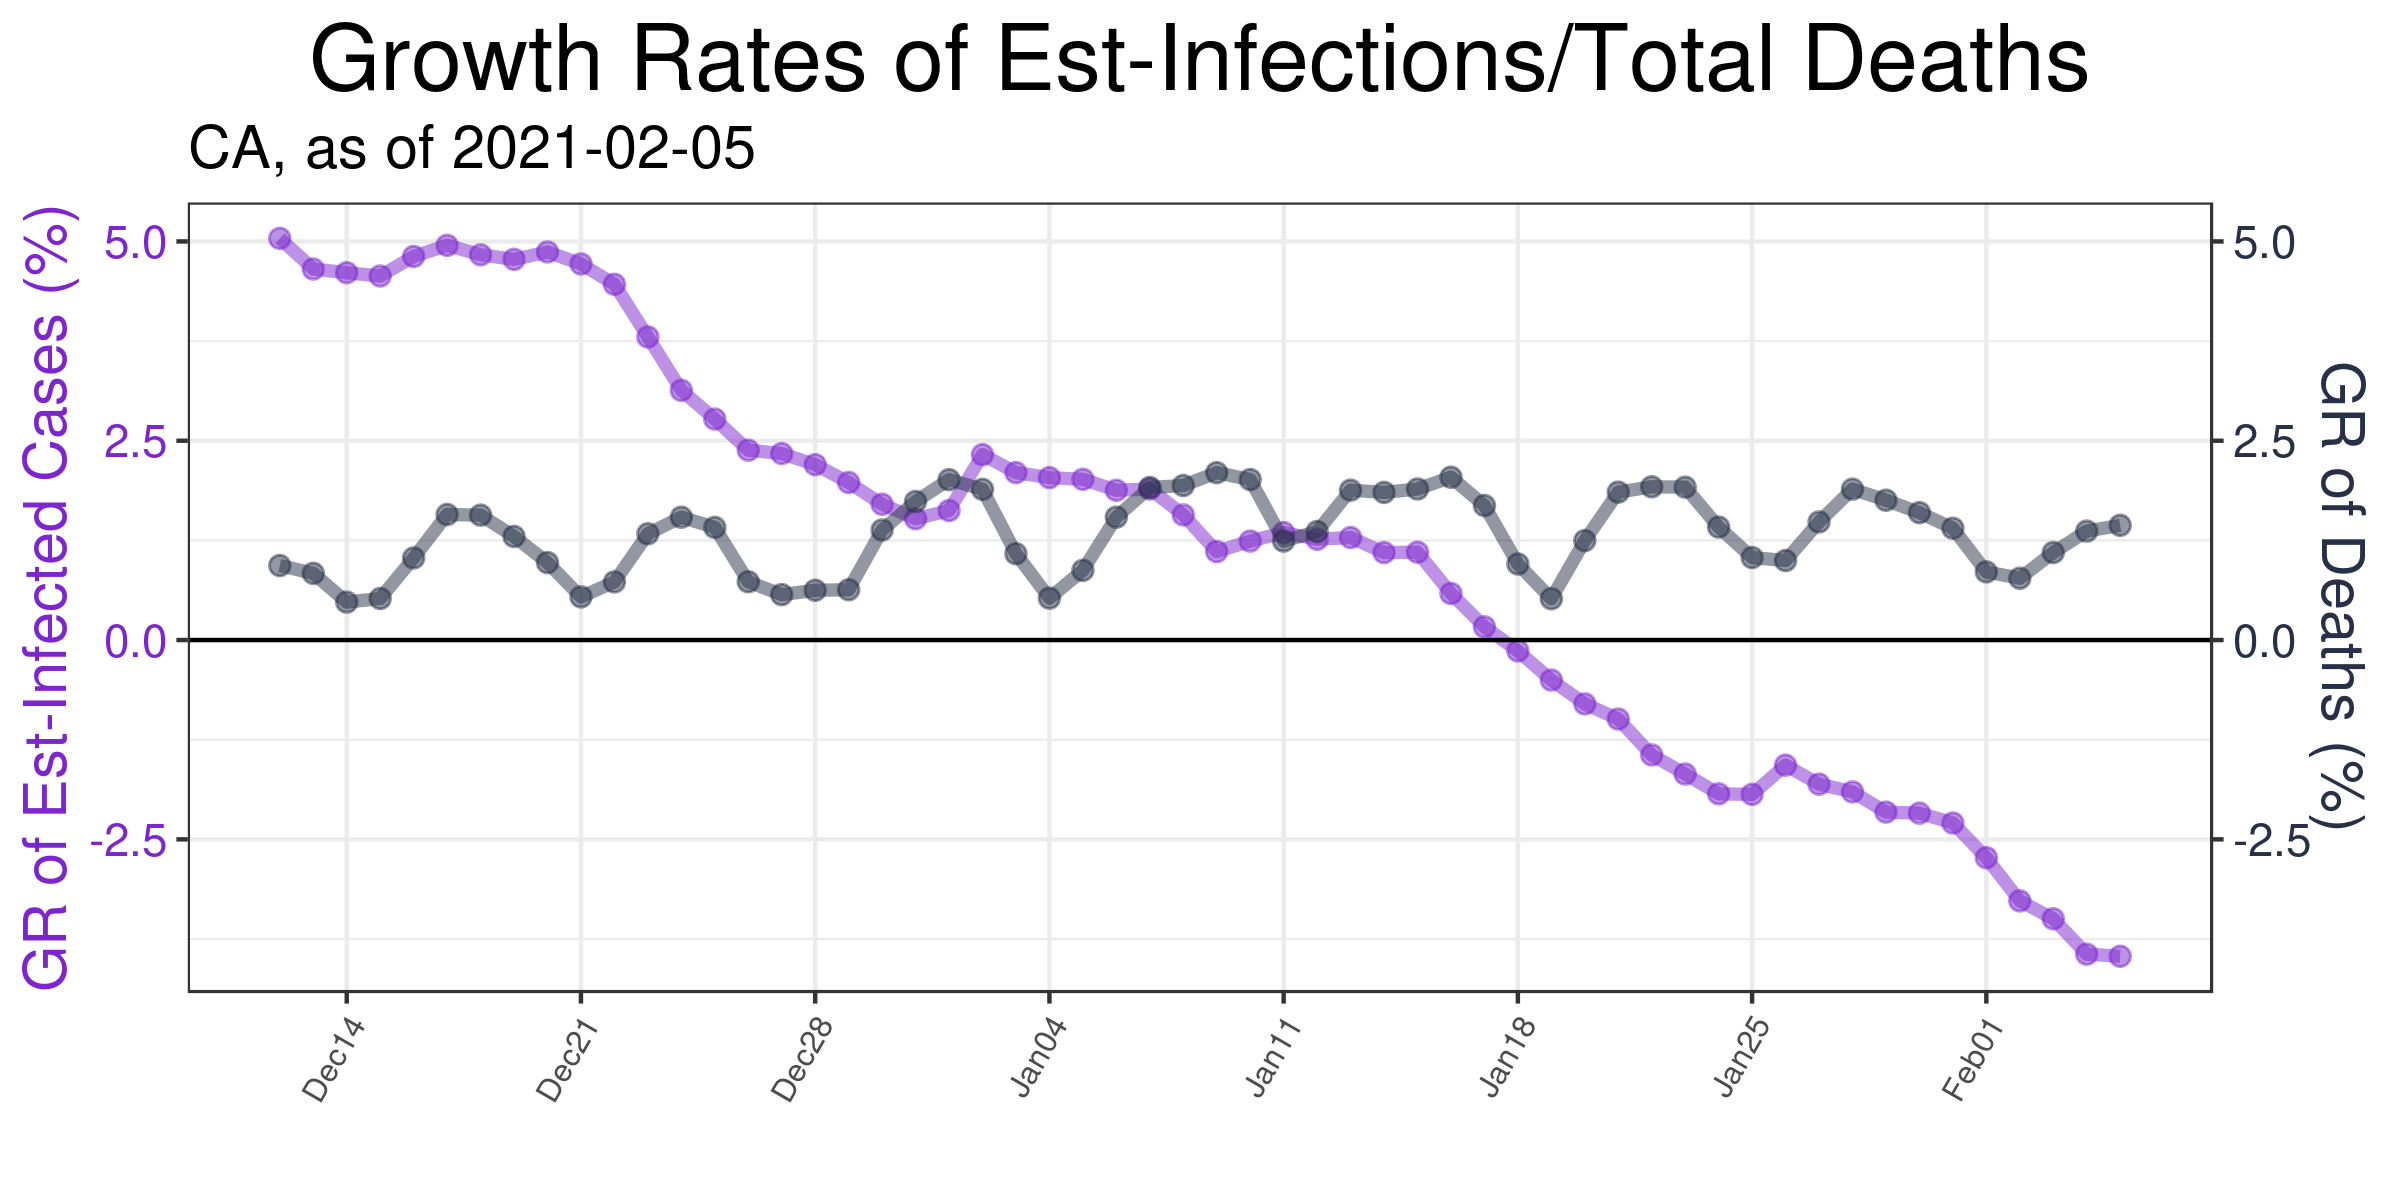 Growth Rates of Est-Infections/Total Deaths
CA, as of 2021-02-05
GR of Est-Infected Cases (%)
5.0
2.5
0.0
-2.5
5.0
2.5
0.0
-2.5
GR of Deaths (%)
Dec14
Dec21
Dec28
Jan04
Jan11
Jan18
Jan25
Feb01